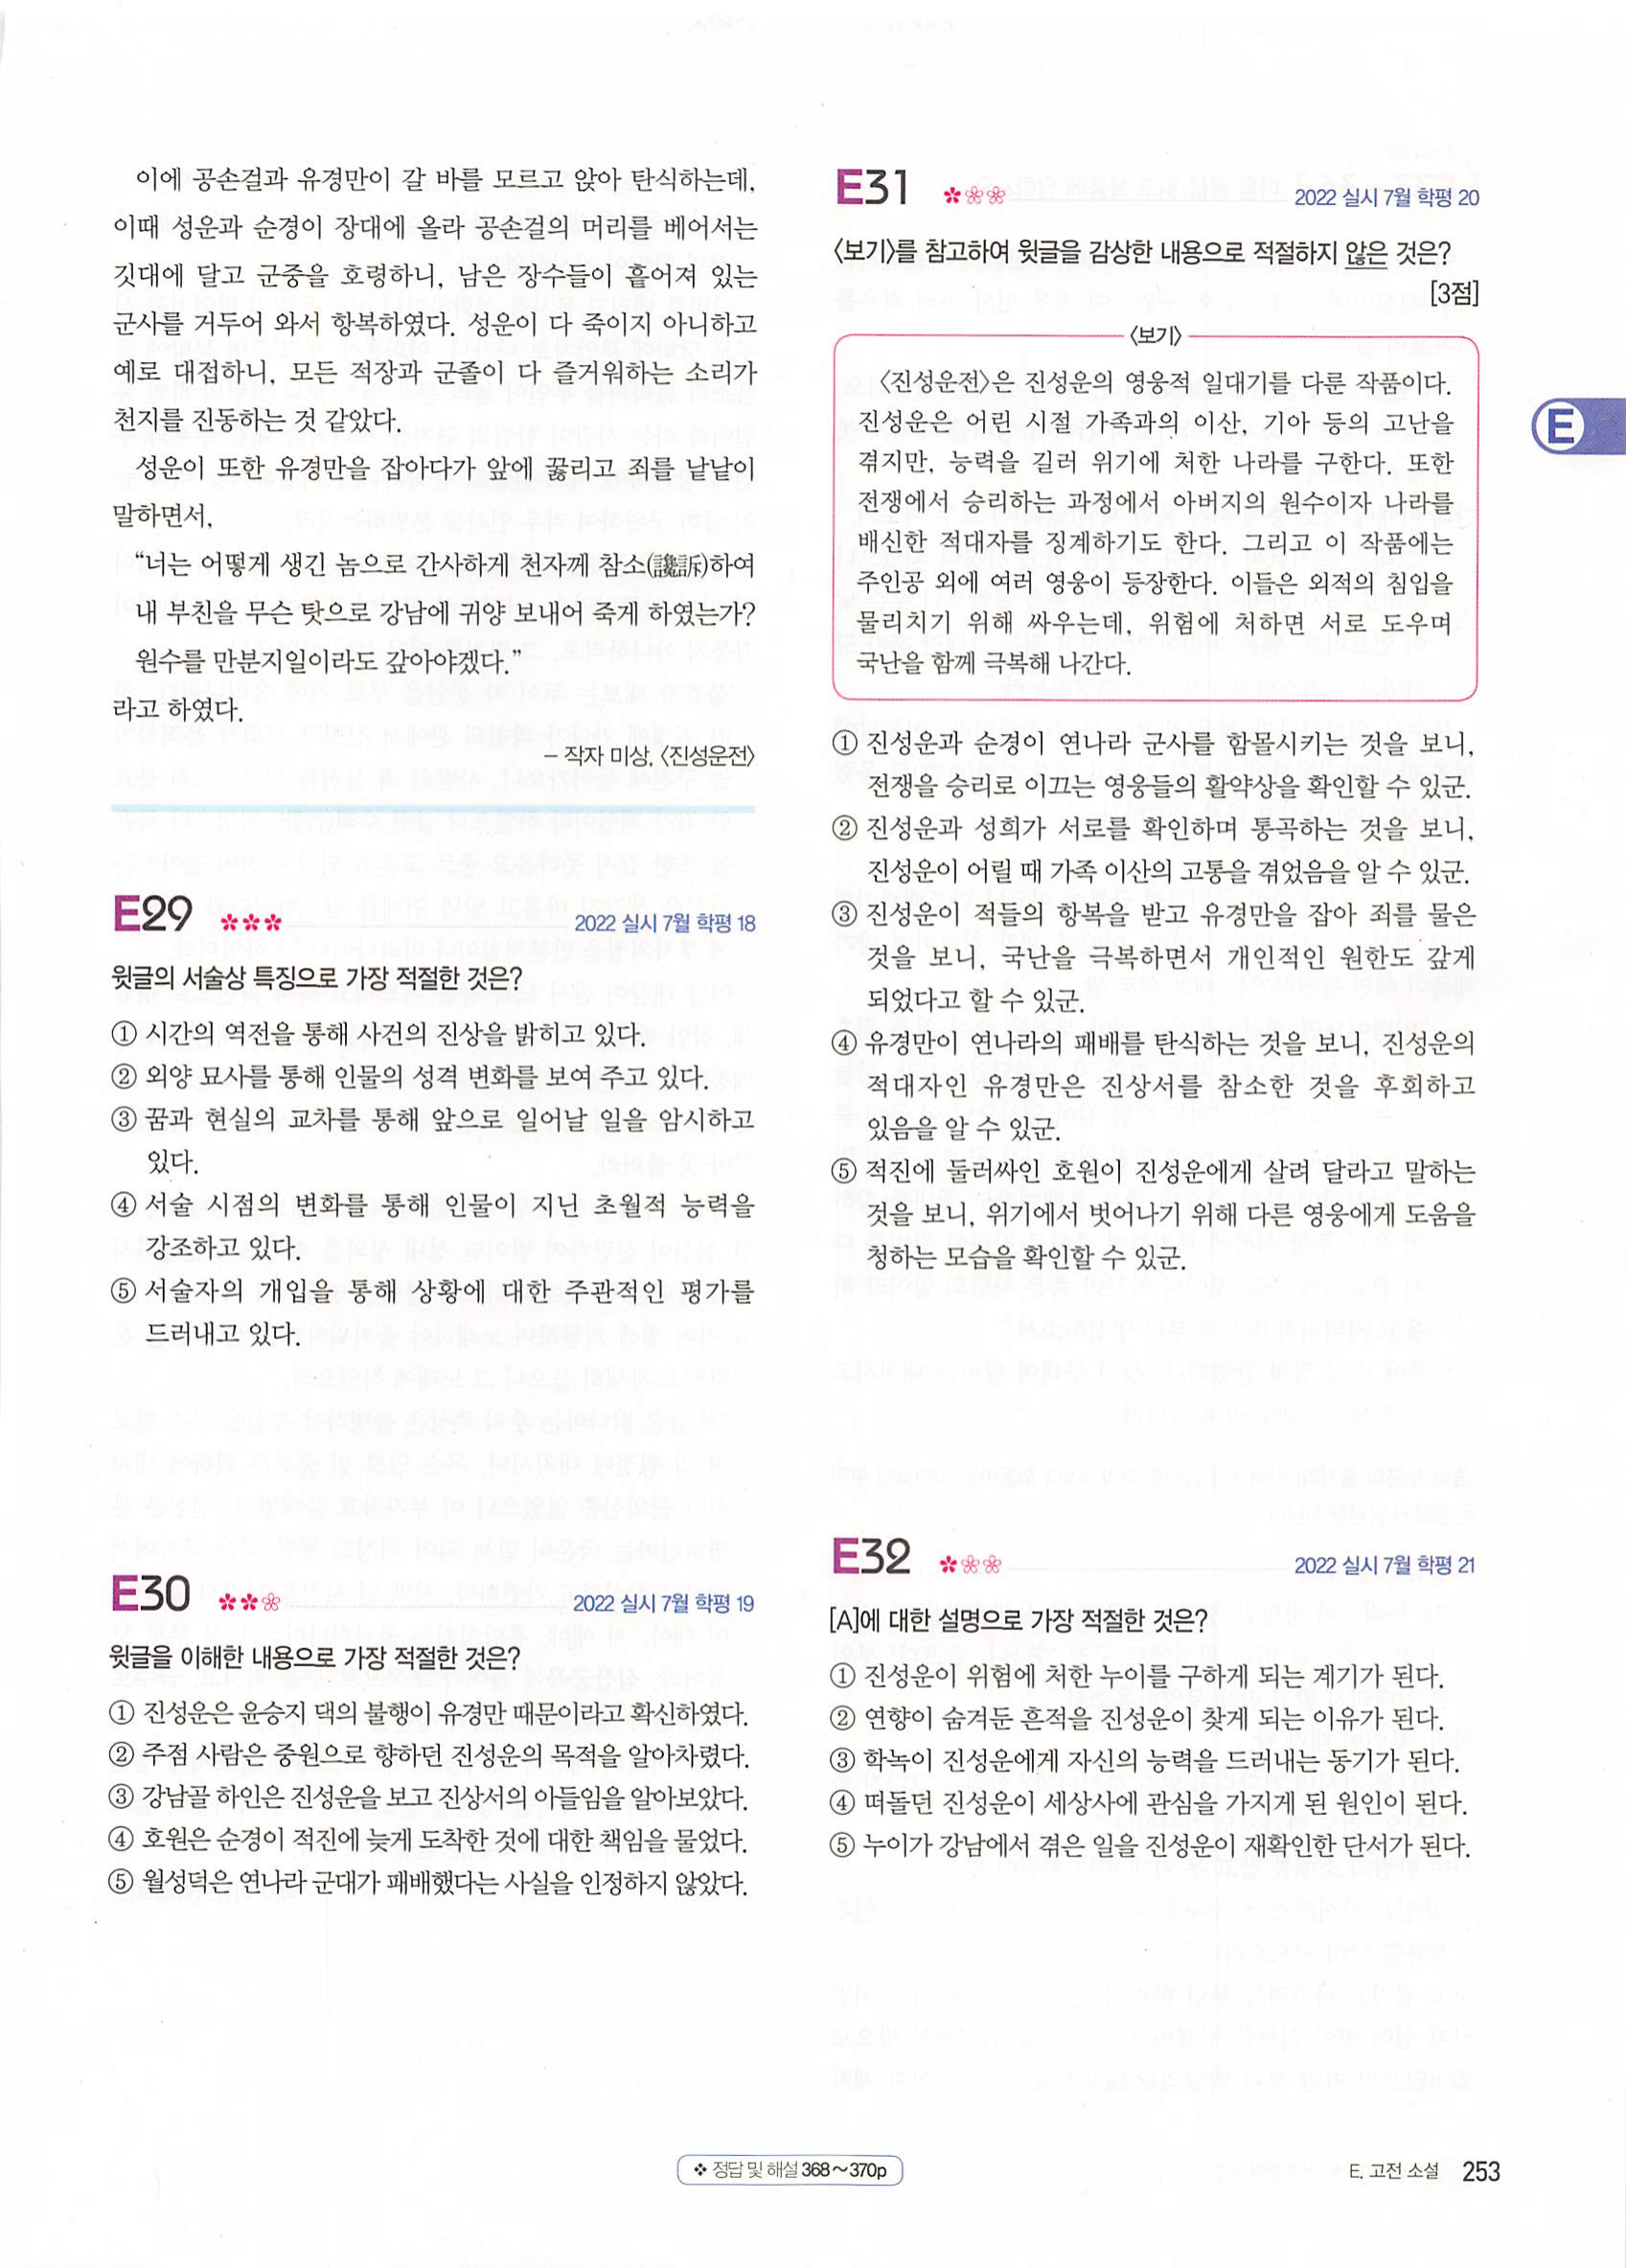 이에 공손걸과 유경만이 갈 바를 모르고 앉아 탄식하는데,
이때 성운과 순경이 장대에 올라 공손걸의 머리를 베어서는
깃대에 달고 군중을 호령하니, 남은 장수들이 흩어져 있는
군사를 거두어 와서 항복하였다. 성운이 다 죽이지 아니하고
예로 대접하니, 모든 적장과 군졸이 다 즐거워하는 소리가
천지를 진동하는 것 같았다.
성운이 또한 유경만을 잡아다가 앞에 꿇리고 죄를 낱낱이
말하면서,
“너는 어떻게 생긴 놈으로 간사하게 천자께 참소(讒訴)하여
내 부친을 무슨 탓으로 강남에 귀양 보내어 죽게 하였는가?
원수를 만분지일이라도 갚아야겠다.”
라고 하였다.
– 작자 미상, 〈진성운전〉
E29 2022 실시 7월 학평 18
윗글의 서술상 특징으로 가장 적절한 것은?
① 시간의 역전을 통해 사건의 진상을 밝히고 있다.
② 외양 묘사를 통해 인물의 성격 변화를 보여 주고 있다.
③ 꿈과 현실의 교차를 통해 앞으로 일어날 일을 암시하고
있다.
④ 서술 시점의 변화를 통해 인물이 지닌 초월적 능력을
강조하고 있다.
⑤ 서술자의 개입을 통해 상황에 대한 주관적인 평가를
드러내고 있다.
E30 2022 실시 7월 학평 19
윗글을 이해한 내용으로 가장 적절한 것은?
① 진성운은 윤승지 댁의 불행이 유경만 때문이라고 확신하였다.
② 주점 사람은 중원으로 향하던 진성운의 목적을 알아차렸다.
③ 강남골 하인은 진성운을 보고 진상서의 아들임을 알아보았다.
④ 호원은 순경이 적진에 늦게 도착한 것에 대한 책임을 물었다.
⑤ 월성덕은 연나라 군대가 패배했다는 사실을 인정하지 않았다.
E31 2022 실시 7월 학평 20
〈보기〉를 참고하여 윗글을 감상한 내용으로 적절하지 않은 것은?
[3점]
〈보기〉
〈진성운전〉은 진성운의 영웅적 일대기를 다룬 작품이다.
진성운은 어린 시절 가족과의 이산, 기아 등의 고난을
겪지만, 능력을 길러 위기에 처한 나라를 구한다. 또한
전쟁에서 승리하는 과정에서 아버지의 원수이자 나라를
배신한 적대자를 징계하기도 한다. 그리고 이 작품에는
주인공 외에 여러 영웅이 등장한다. 이들은 외적의 침입을
물리치기 위해 싸우는데, 위험에 처하면 서로 도우며
국난을 함께 극복해 나간다.
① 진성운과 순경이 연나라 군사를 함몰시키는 것을 보니,
전쟁을 승리로 이끄는 영웅들의 활약상을 확인할 수 있군.
② 진성운과 성희가 서로를 확인하며 통곡하는 것을 보니,
진성운이 어릴 때 가족 이산의 고통을 겪었음을 알 수 있군.
③ 진성운이 적들의 항복을 받고 유경만을 잡아 죄를 물은
것을 보니, 국난을 극복하면서 개인적인 원한도 갚게
되었다고 할 수 있군.
④ 유경만이 연나라의 패배를 탄식하는 것을 보니, 진성운의
적대자인 유경만은 진상서를 참소한 것을 후회하고
있음을 알 수 있군.
⑤ 적진에 둘러싸인 호원이 진성운에게 살려 달라고 말하는
것을 보니, 위기에서 벗어나기 위해 다른 영웅에게 도움을
청하는 모습을 확인할 수 있군.
E
E32 2022 실시 7월 학평 21
[A]에 대한 설명으로 가장 적절한 것은?
① 진성운이 위험에 처한 누이를 구하게 되는 계기가 된다.
② 연향이 숨겨둔 흔적을 진성운이 찾게 되는 이유가 된다.
③ 학녹이 진성운에게 자신의 능력을 드러내는 동기가 된다.
④ 떠돌던 진성운이 세상사에 관심을 가지게 된 원인이 된다.
⑤ 누이가 강남에서 겪은 일을 진성운이 재확인한 단서가 된다.
❖ 정답 및 해설 368~370p
E. 고전 소설 253